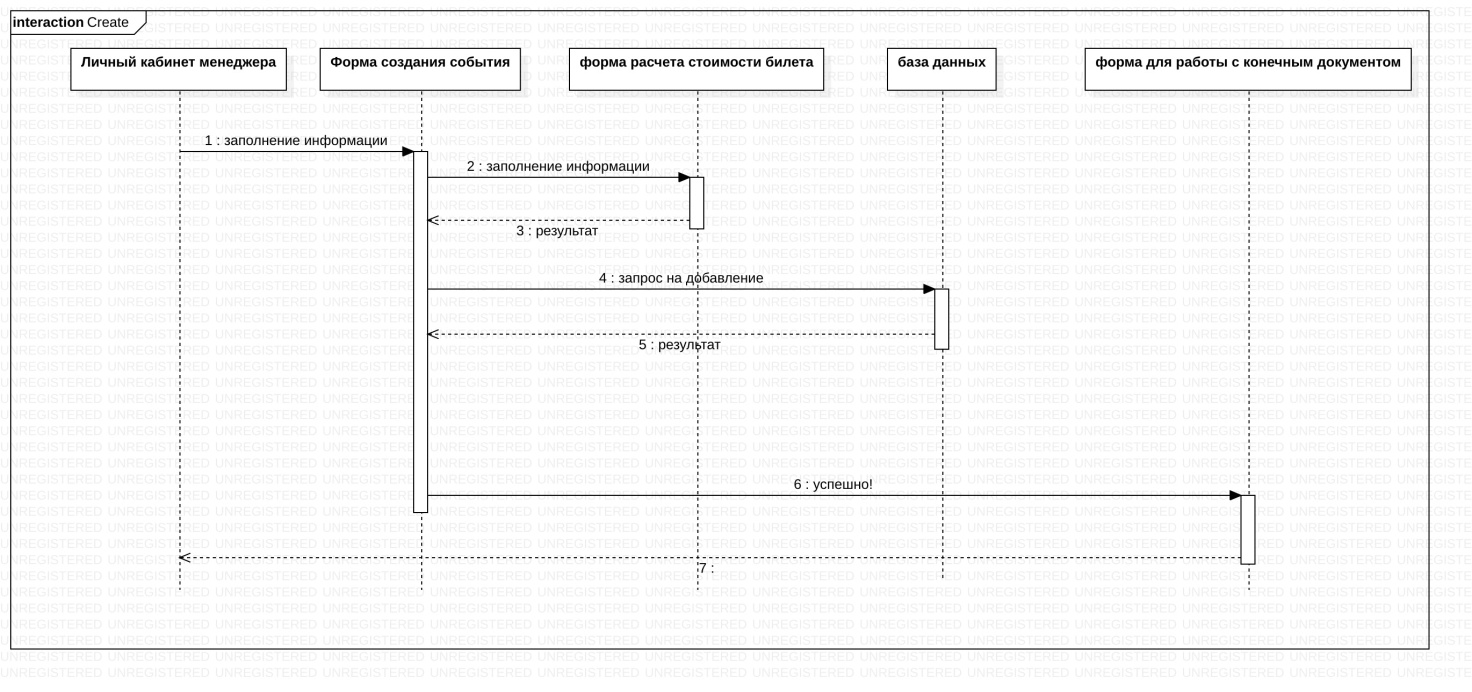 interaction Create
Личный кабинет менеджера
Форма создания события
форма расчета стоимости билета
база данных
форма для работы с конечным документом
1 : заполнение информации
2 : заполнение информации
3 : результат
4 : запрос на добавление
5 : результат
6 : успешно!
7 :
UNREGISTERED